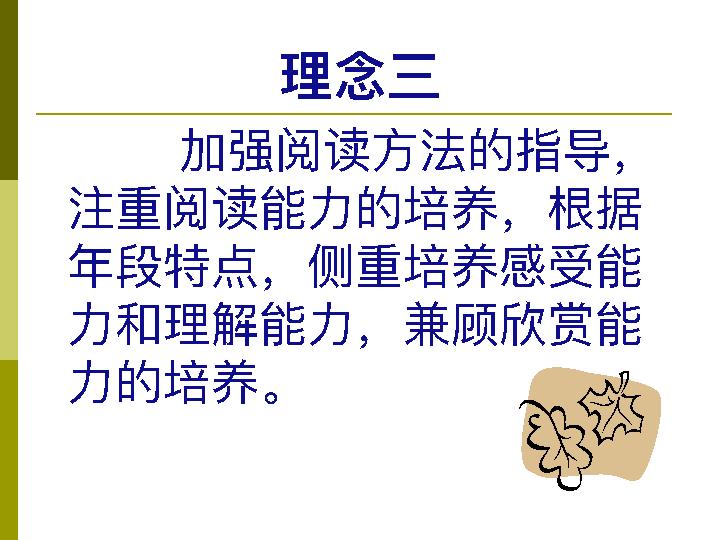 理念三
加强阅读方法的指导，
注重阅读能力的培养，根据
年段特点，侧重培养感受能
力和理解能力，兼顾欣赏能
力的培养。